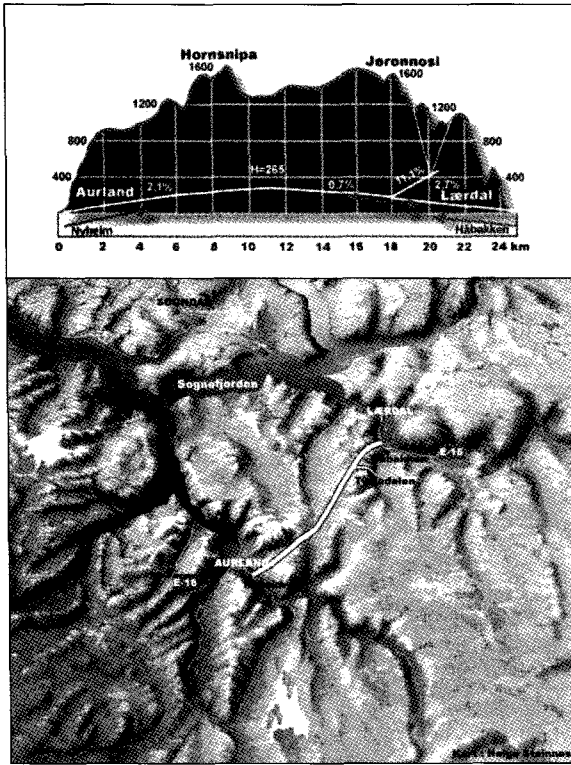 Hornsnipa Jøronnosi
1600 1600
1200 1200
800 800
400 H=265 400
Aurland 2,1% 0,7% 2,7% Lærdal
Nyheim Håbakken
0 2 4 6 8 10 12 14 16 18 20 22 24 km
SOGNDAL
Sognefjorden
LÆRDAL
E-16
AURLAND
E-16